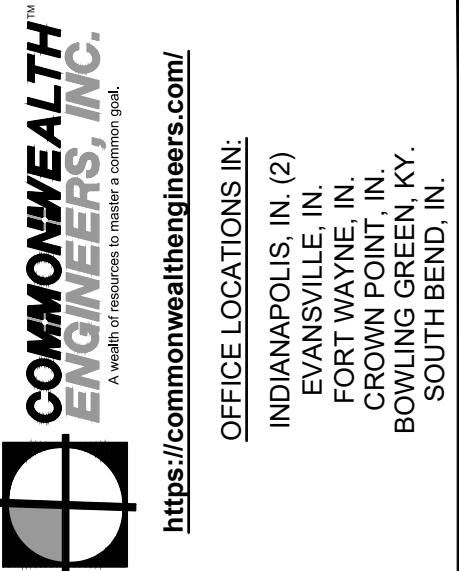 COMMONWEALTH™
ENGINEERS, INC.
A wealth of resources to master a common goal.
https://commonwealthengineers.com/
OFFICE LOCATIONS IN:
INDIANAPOLIS, IN. (2)
EVANSVILLE, IN.
FORT WAYNE, IN.
CROWN POINT, IN.
BOWLING GREEN, KY.
SOUTH BEND, IN.